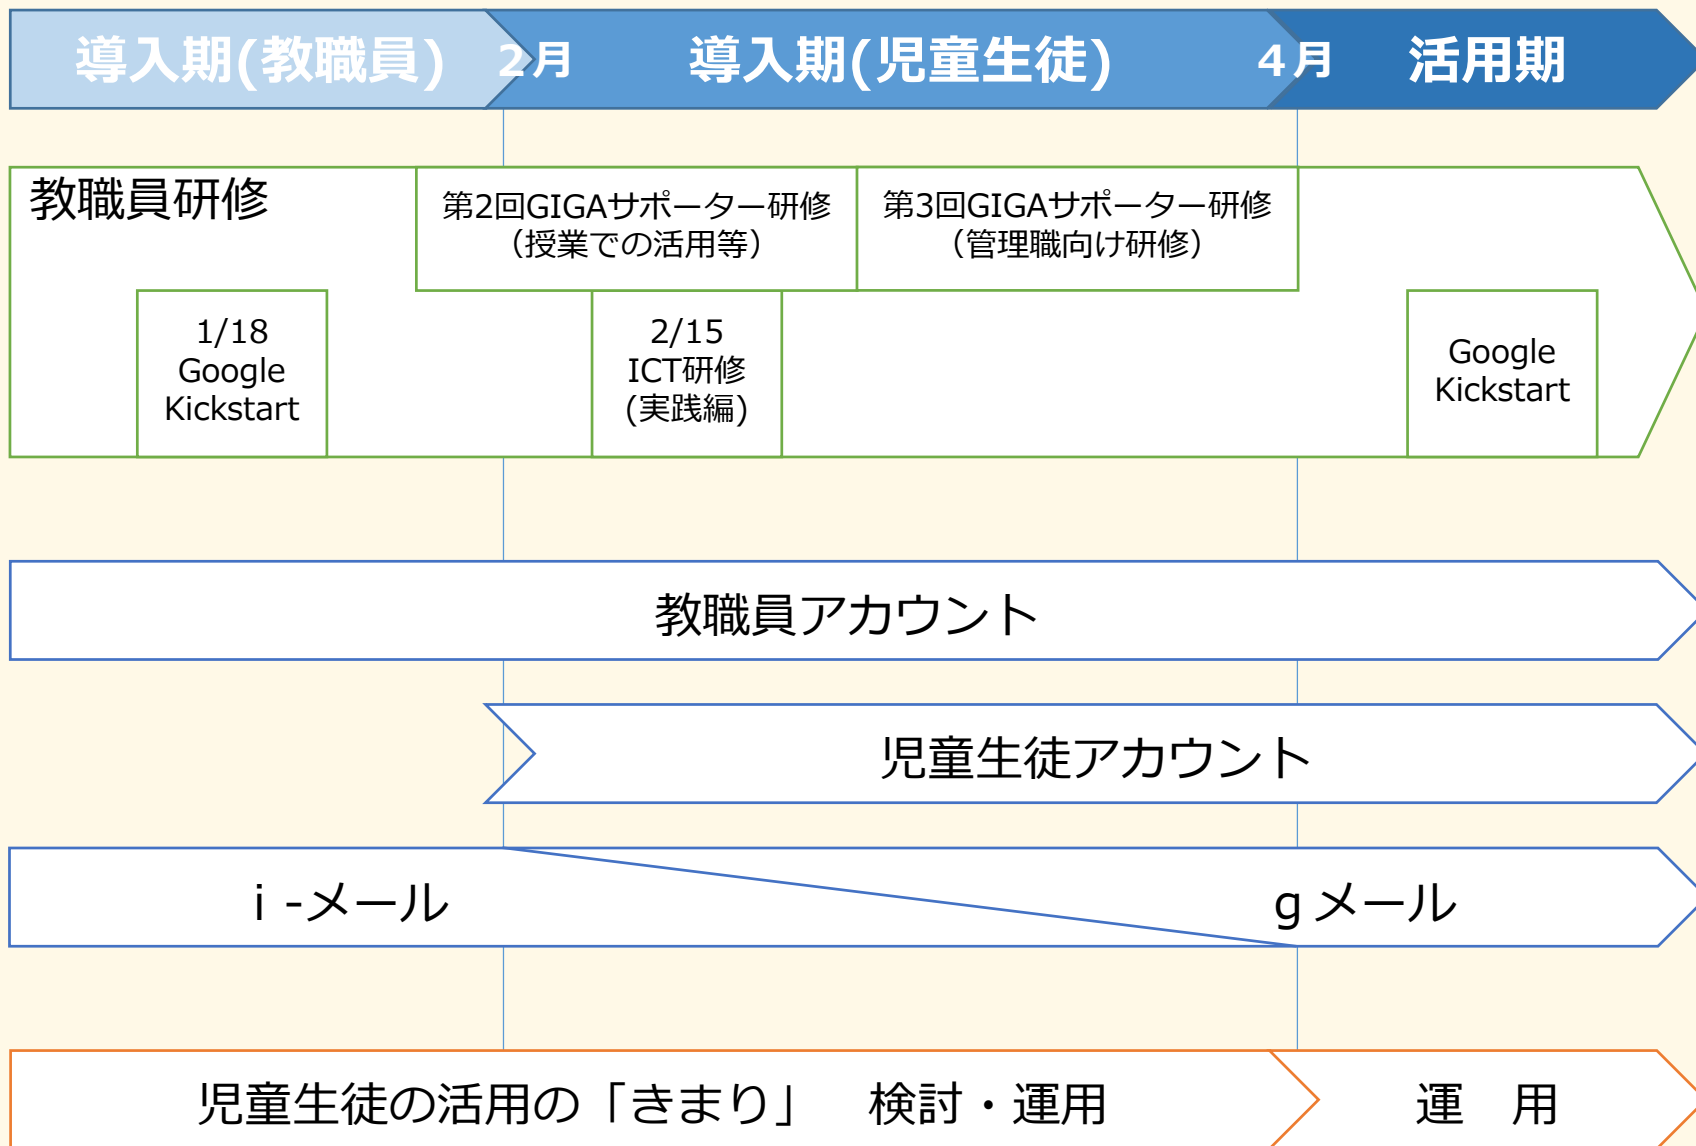 導入期(教職員) 2月 導入期(児童生徒) 4月 活用期
教職員研修
第2回GIGAサポーター研修
（授業での活用等）
第3回GIGAサポーター研修
（管理職向け研修）
1/18
Google
Kickstart
2/15
ICT研修
(実践編)
Google
Kickstart
教職員アカウント
児童生徒アカウント
i -メール
gメール
児童生徒の活用の「きまり」　検討・運用
運　用